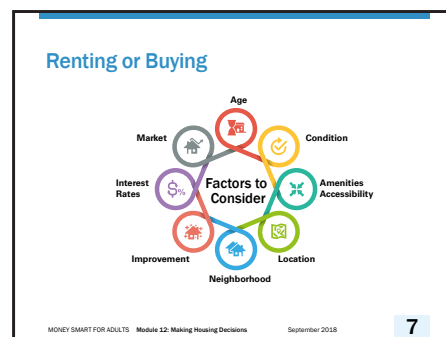 Renting or Buying
Age
Market
Condition
Interest
Rates
$%
Factors to
Consider
Amenities
Accessibility
Improvement
Location
Neighborhood
MONEY SMART FOR ADULTS Module 12: Making Housing Decisions September 2018 7